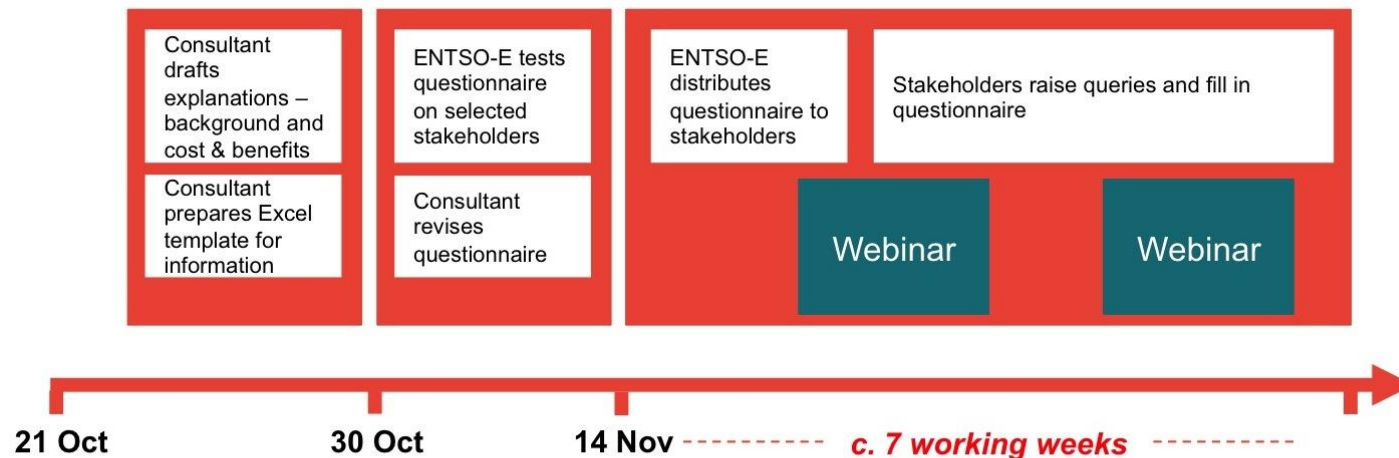 Consultant
drafts
explanations –
background and
cost & benefits
Consultant
prepares Excel
template for
information
ENTSO-E tests
questionnaire
on selected
stakeholders
Consultant
revises
questionnaire
ENTSO-E
distributes
questionnaire to
stakeholders
Stakeholders raise queries and fill in
questionnaire
Webinar
Webinar
21 Oct
30 Oct
14 Nov
c. 7 working weeks